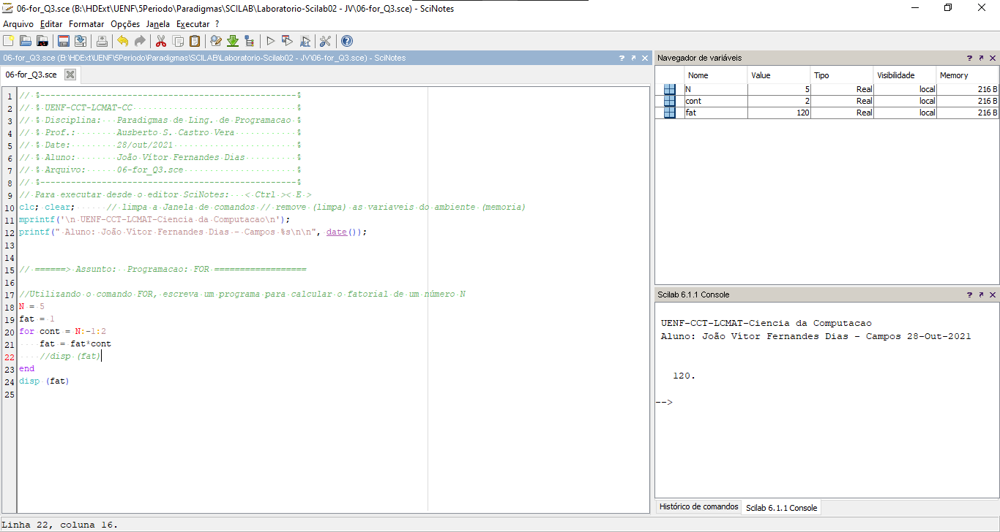 06-for_Q3.sce (B:\HDExt\UENF\5Periodo\Paradigmas\SCILAB\Laboratorio-Scilab02 - JV\06-for_Q3.sce) - SciNotes
Arquivo Editar Formatar Opções Janela Executar ?
06-for_Q3.sce (B:\HDExt\UENF\5Periodo\Paradigmas\SCILAB\Laboratorio-Scilab02 - JV\06-for_Q3.sce) - SciNotes
06-for_Q3.sce
1 // %--------------------------------------------------%
2 // % UENF-CCT-LCMAT-CC %
3 // % Disciplina: Paradigmas de Ling. de Programacao %
4 // % Prof.: Ausberto S. Castro Vera %
5 // % Date: 28/out/2021 %
6 // % Aluno: João Vítor Fernandes Dias %
7 // % Arquivo: 06-for_Q3.sce %
8 // %--------------------------------------------------%
9 // Para executar desde o editor SciNotes: < Ctrl >< E >
10 clc; clear; // limpa a Janela de comandos // remove (limpa) as variaveis do ambiente (memoria)
11 mprintf('\n UENF-CCT-LCMAT-Ciencia da Computacao\n');
12 printf(" Aluno: João Vítor Fernandes Dias - Campos %s\n\n", date());
13
14
15 // ======> Assunto: Programacao: FOR ==================
16
17 //Utilizando o comando FOR, escreva um programa para calcular o fatorial de um número N
18 N = 5
19 fat = 1
20 for cont = N:-1:2
21 fat = fat*cont
22 //disp (fat)
23 end
24 disp (fat)
25
Linha 22, coluna 16.
Navegador de variáveis
Nome Value Tipo Visibilidade Memory
N 5 Real local 216 B
cont 2 Real local 216 B
fat 120 Real local 216 B
Scilab 6.1.1 Console
UENF-CCT-LCMAT-Ciencia da Computacao
Aluno: João Vítor Fernandes Dias - Campos 28-Out-2021
120.
-->
Histórico de comandos Scilab 6.1.1 Console